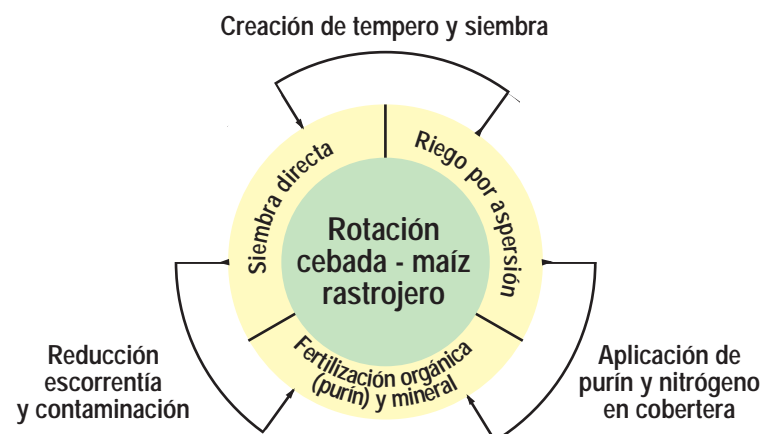 Creación de tempero y siembra
Siembra directa
Riego por aspersión
Rotación
cebada - maíz
rastrojero
Fertilización orgánica
(purín) y mineral
Reducción
escorrentía
y contaminación
Aplicación de
purín y nitrógeno
en cobertera